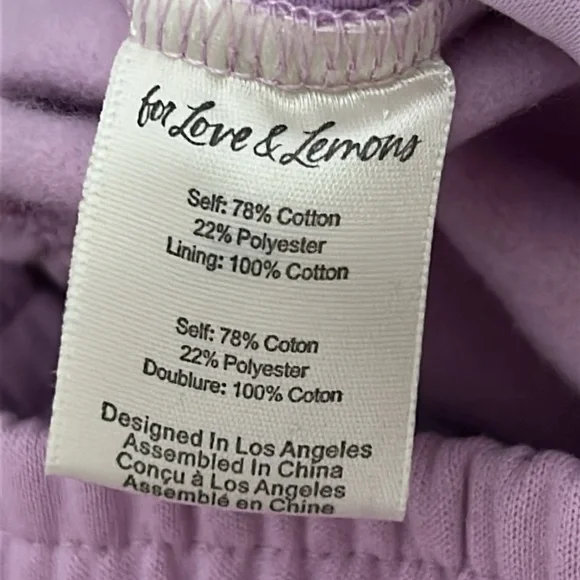 for Love & Lemons
Self: 78% Cotton
22% Polyester
Lining: 100% Cotton
Self: 78% Coton
22% Polyester
Doublure: 100% Coton
Designed In Los Angeles
Assembled In China
Conçu à Los Angeles
Assemblé en Chine